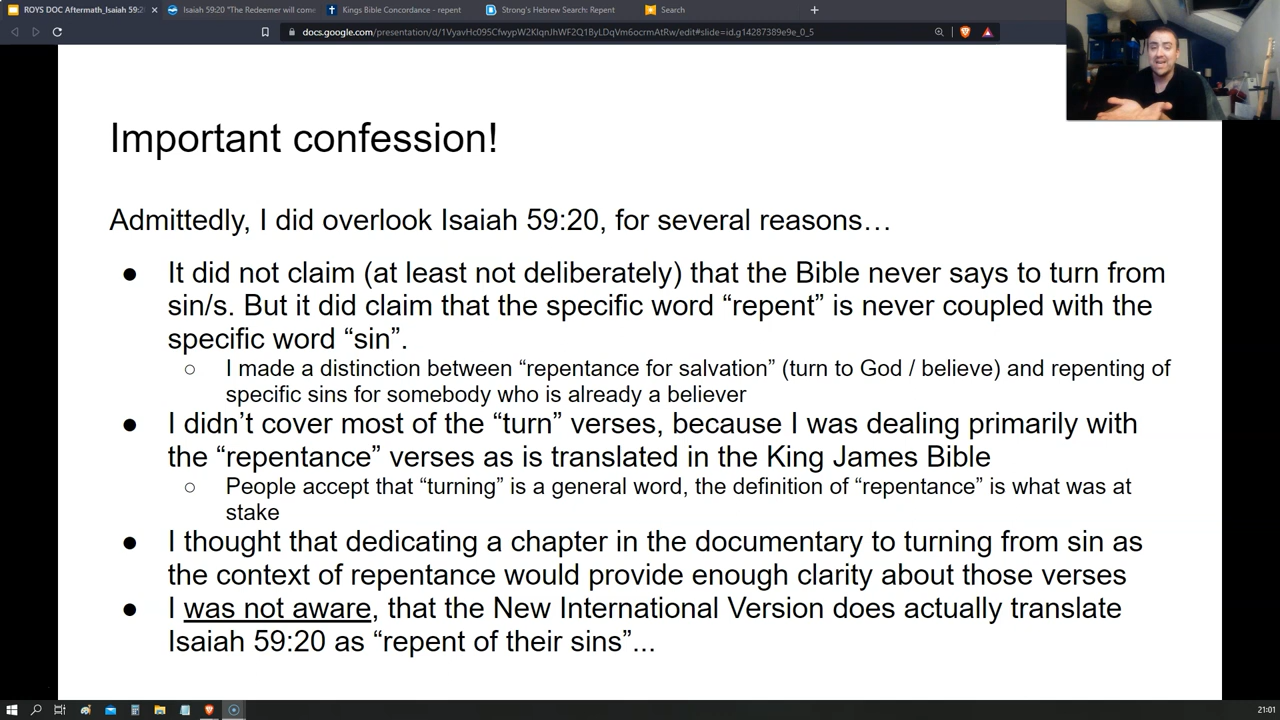 ROYS DOC Aftermath_Isaiah 59:2
Isaiah 59:20 "The Redeemer will come
Kings Bible Concordance - repent
Strong's Hebrew Search: Repent
Search
docs.google.com/presentation/d/1VyavHc095CfwypW2KlqnJhWF2Q1ByLDqVm6ocrmAtRw/edit#slide=id.g14287389e9e_0_5
Important confession!
Admittedly, I did overlook Isaiah 59:20, for several reasons…
● It did not claim (at least not deliberately) that the Bible never says to turn from
sin/s. But it did claim that the specific word “repent” is never coupled with the
specific word “sin”.
○ I made a distinction between “repentance for salvation” (turn to God / believe) and repenting of
specific sins for somebody who is already a believer
● I didn’t cover most of the “turn” verses, because I was dealing primarily with
the “repentance” verses as is translated in the King James Bible
○ People accept that “turning” is a general word, the definition of “repentance” is what was at
stake
● I thought that dedicating a chapter in the documentary to turning from sin as
the context of repentance would provide enough clarity about those verses
● I was not aware, that the New International Version does actually translate
Isaiah 59:20 as “repent of their sins”...
21:01